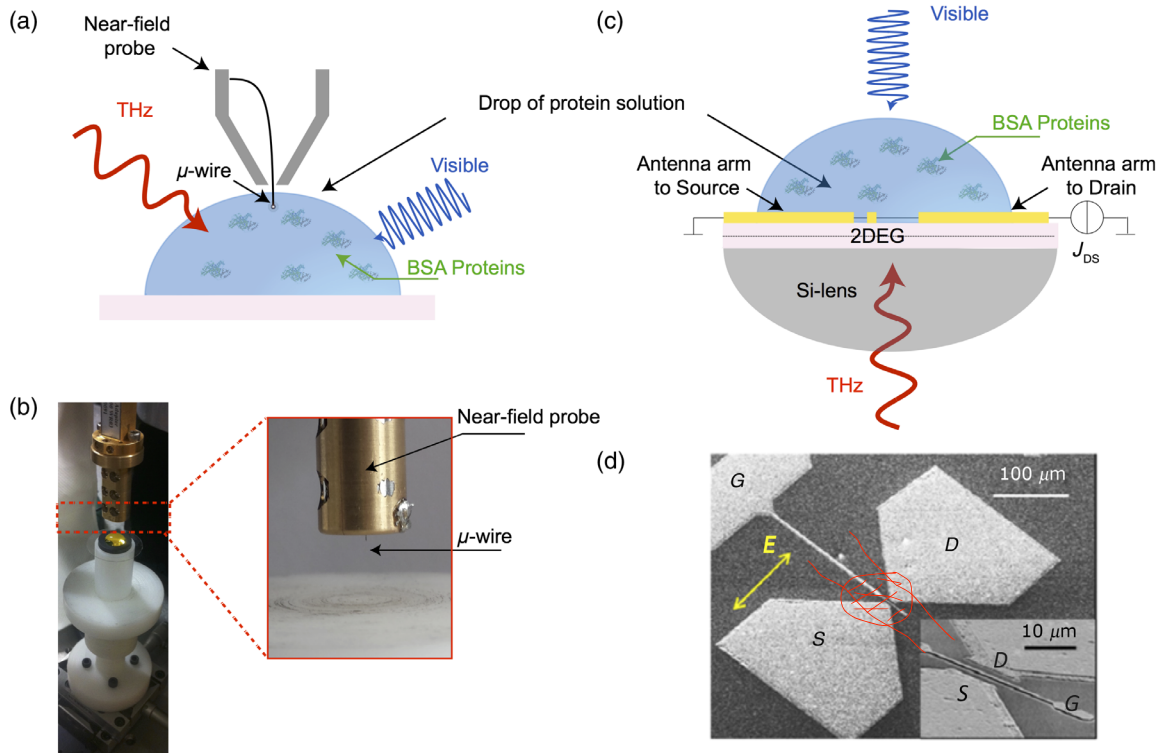 (a)
Near-field
probe
THz
μ-wire
Drop of protein solution
Visible
BSA Proteins
(b)
Near-field probe
μ-wire
(c)
Visible
BSA Proteins
Antenna arm
to Source
Antenna arm
to Drain
2DEG
J_DS
Si-lens
THz
(d)
G
100 μm
D
E
S
10 μm
D
S
G